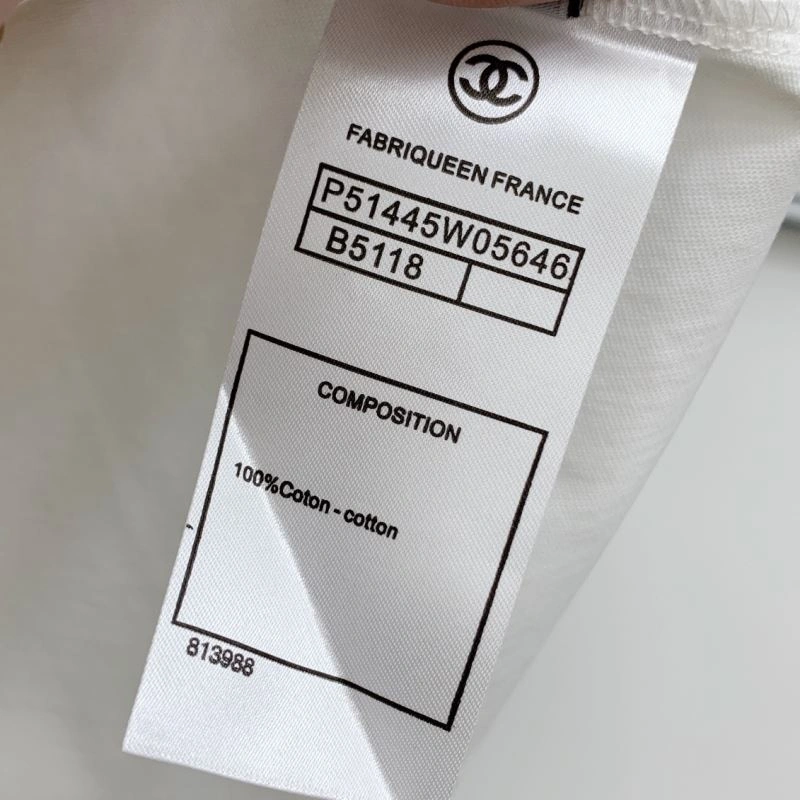 FABRIQUEEN FRANCE
P51445W05646
B5118
COMPOSITION
100%Coton - cotton
813988